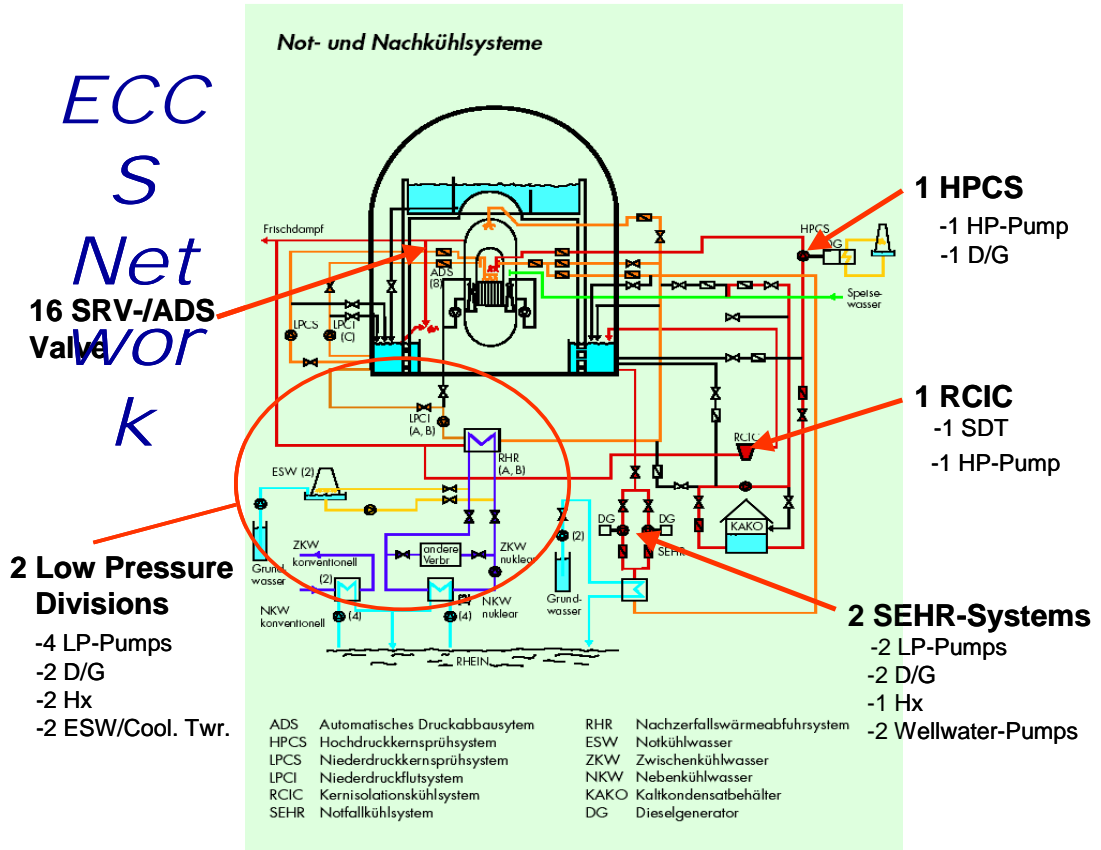 Not- und Nachkühlsysteme
ECC
S
Net
wor
k
16 SRV-/ADS
Valve
1 HPCS
-1 HP-Pump
-1 D/G
1 RCIC
-1 SDT
-1 HP-Pump
2 Low Pressure
Divisions
-4 LP-Pumps
-2 D/G
-2 Hx
-2 ESW/Cool. Twr.
2 SEHR-Systems
-2 LP-Pumps
-2 D/G
-1 Hx
-2 Wellwater-Pumps
Frischdampf
ADS
(8)
HPCS
DG
Speise-
wasser
LPCS
LPCI
(C)
LPCI
(A, B)
RHR
(A, B)
RCIC
ESW (2)
KAKO
DG
DG
SEHR
(2)
Grund-
wasser
ZKW
konventionell
(2)
andere
Verbr
ZKW
nuklear
NKW
konventionell
(4)
(2)
(4)
NKW
nuklear
Grund-
wasser
RHEIN
ADS Automatisches Druckabbausytem
HPCS Hochdruckkernsprühsystem
LPCS Niederdruckkernsprühsystem
LPCI Niederdruckflutsystem
RCIC Kernisolationskühlsystem
SEHR Notfallkühlsystem
RHR Nachzerfallswärmeabfuhrsystem
ESW Notkühlwasser
ZKW Zwischenkühlwasser
NKW Nebenkühlwasser
KAKO Kaltkondensatbehälter
DG Dieselgenerator